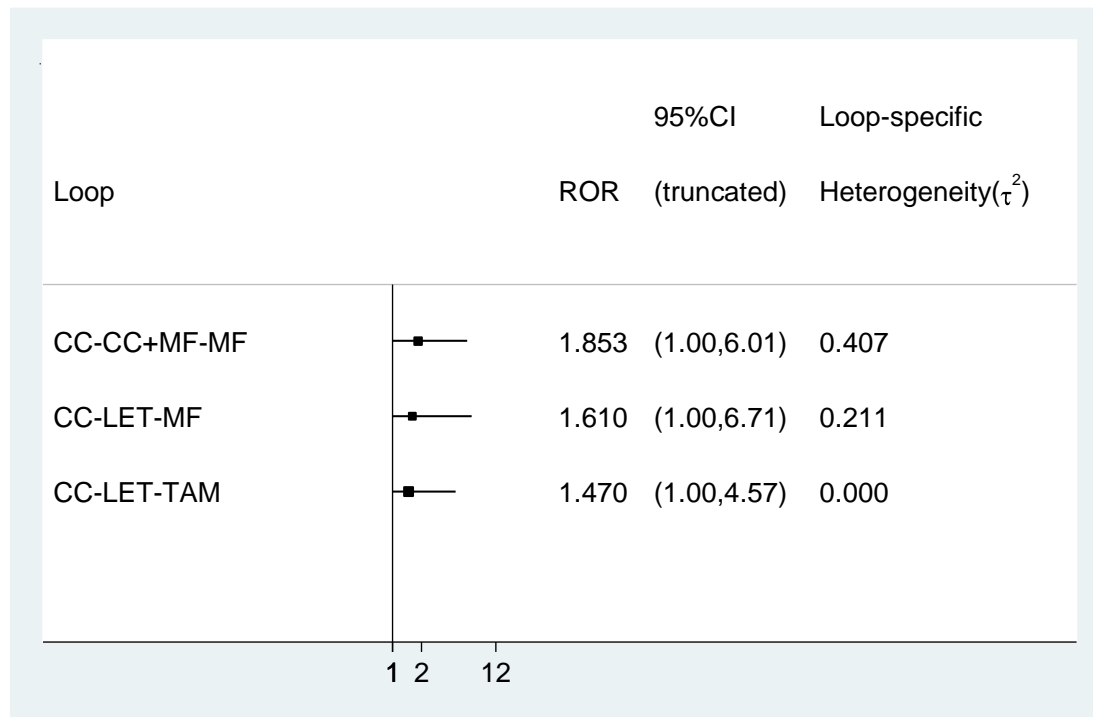 95%CI Loop-specific
Loop ROR (truncated) Heterogeneity(τ²)
CC-CC+MF-MF 1.853 (1.00,6.01) 0.407
CC-LET-MF 1.610 (1.00,6.71) 0.211
CC-LET-TAM 1.470 (1.00,4.57) 0.000
1 2 12